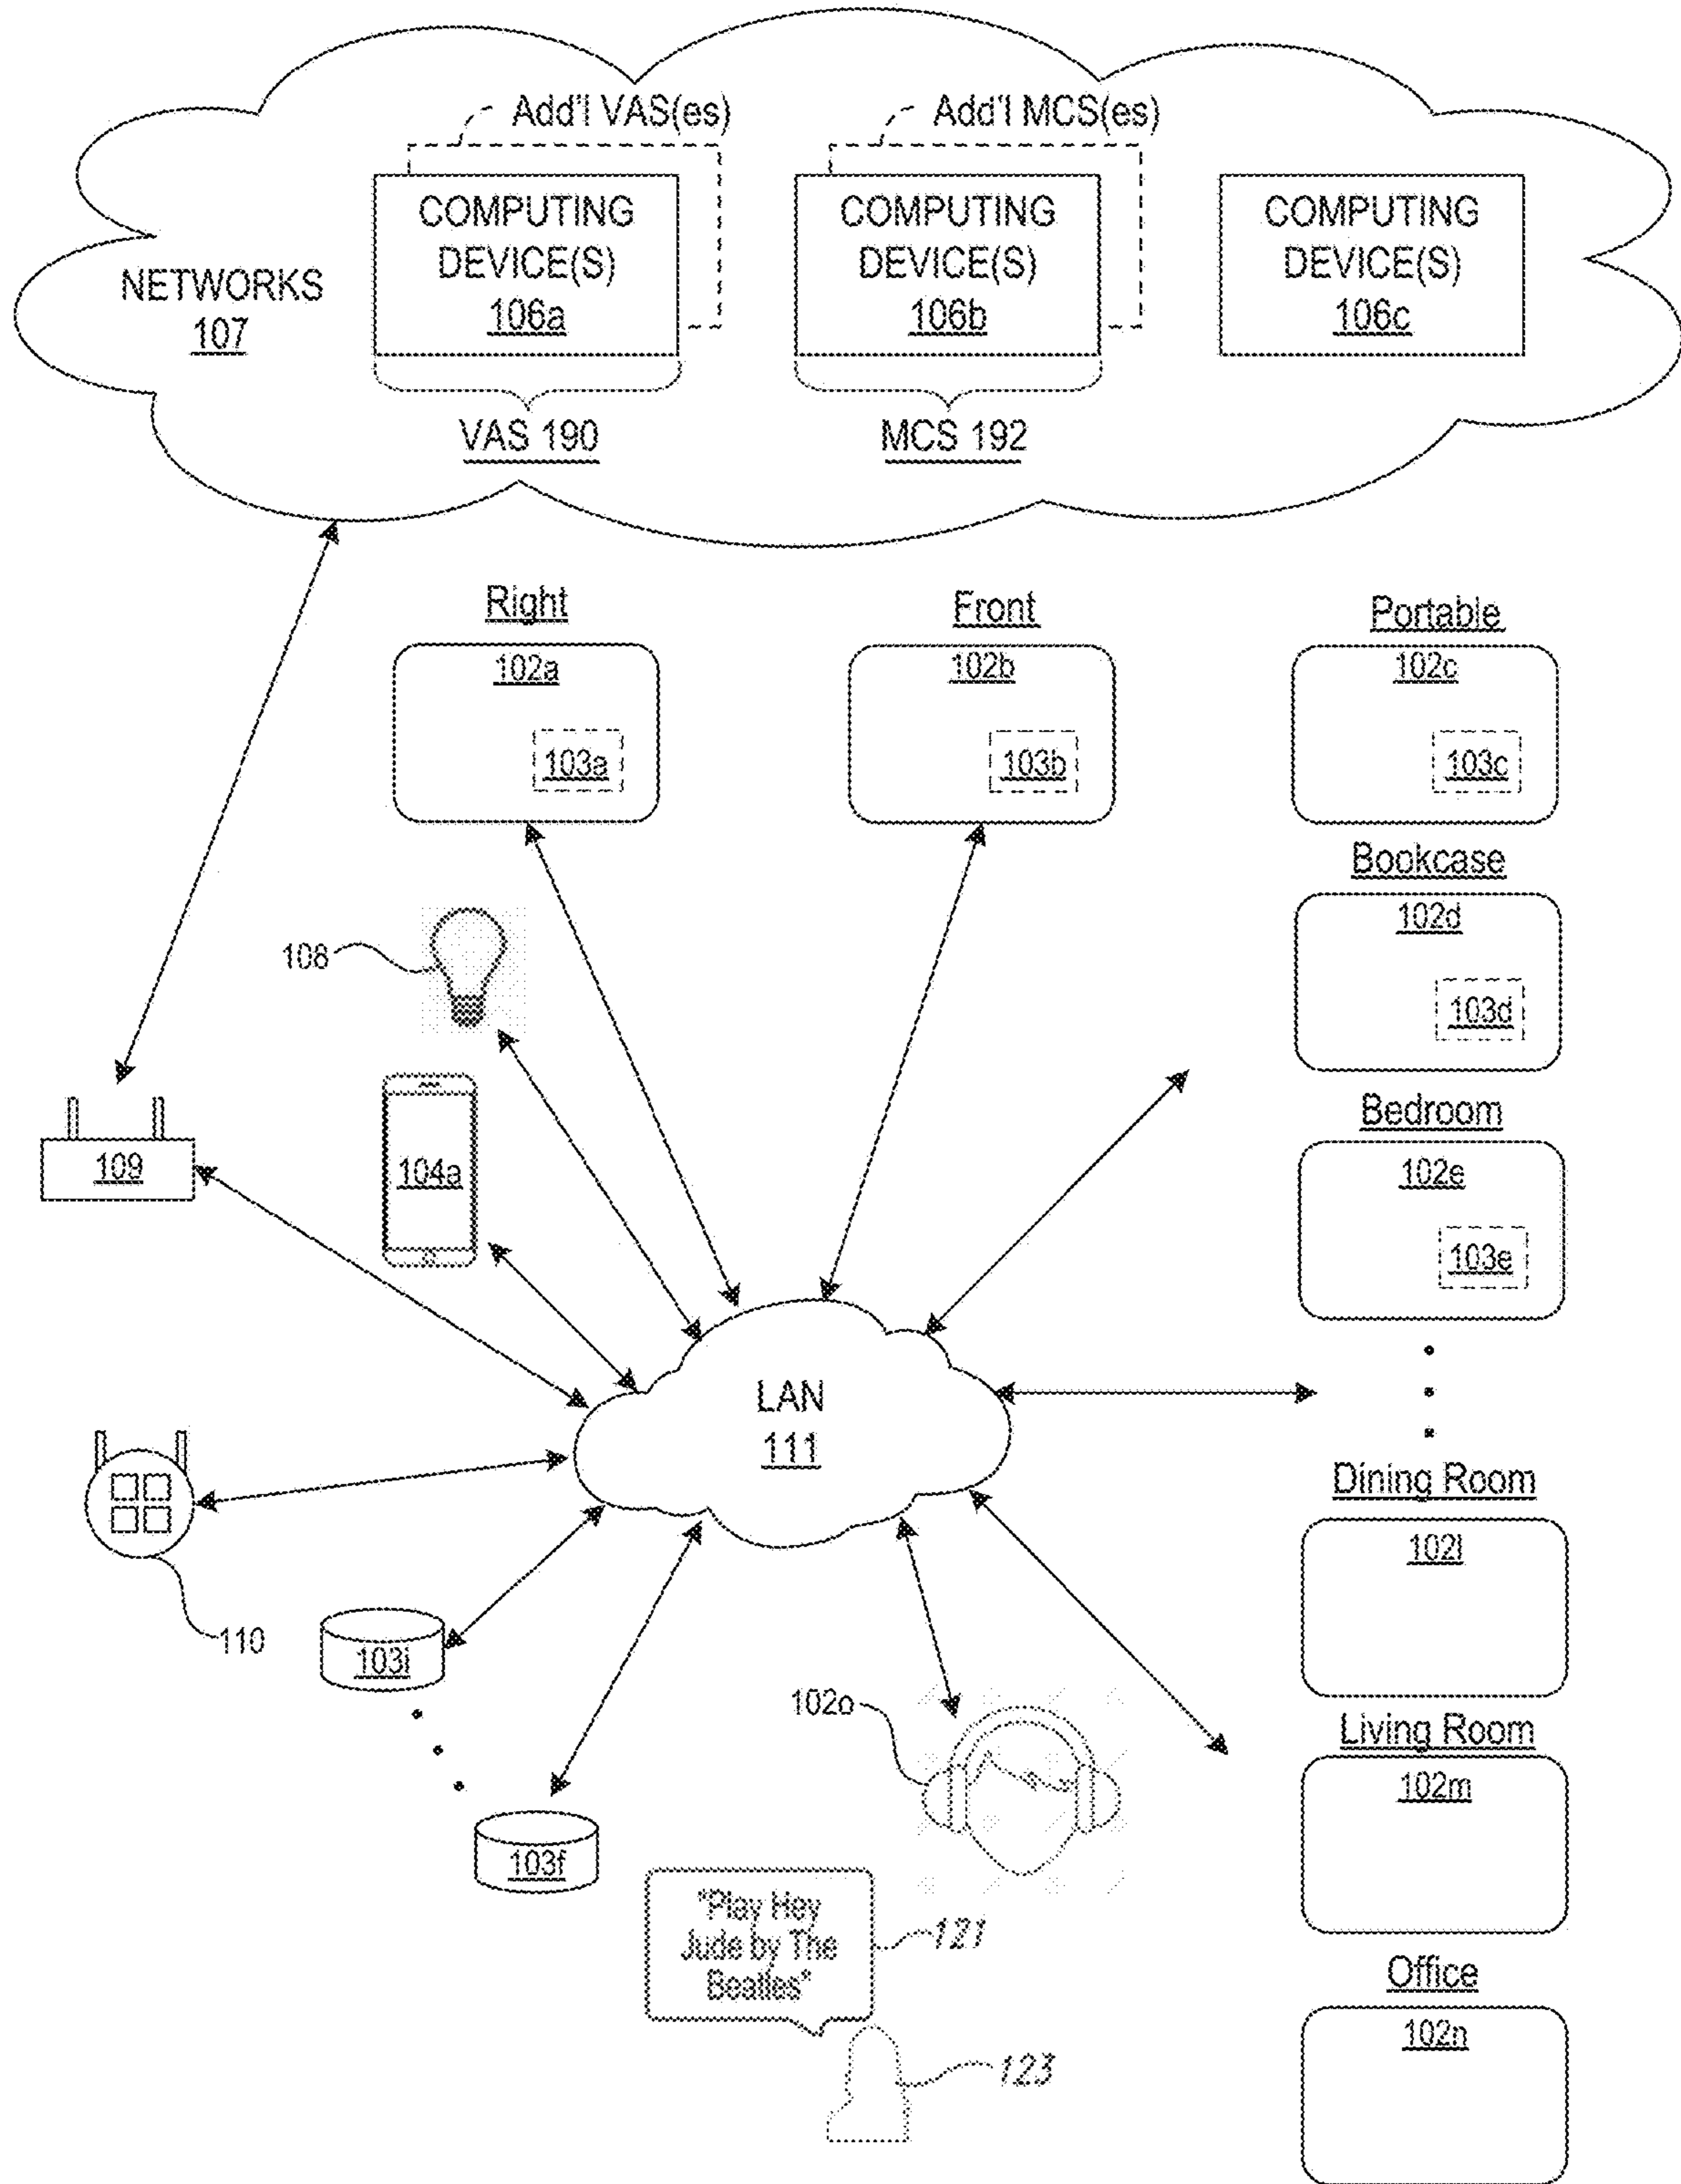 Add'l VAS(es)
Add'l MCS(es)
COMPUTING
DEVICE(S)
106a
COMPUTING
DEVICE(S)
106b
COMPUTING
DEVICE(S)
106c
NETWORKS
107
VAS 190
MCS 192
Right
102a
103a
Front
102b
103b
Portable
102c
103c
Bookcase
102d
103d
108
109
104a
Bedroom
102e
103e
LAN
111
110
Dining Room
102l
103i
102o
Living Room
102m
103f
"Play Hey
Jude by The
Beatles"
121
Office
102n
123